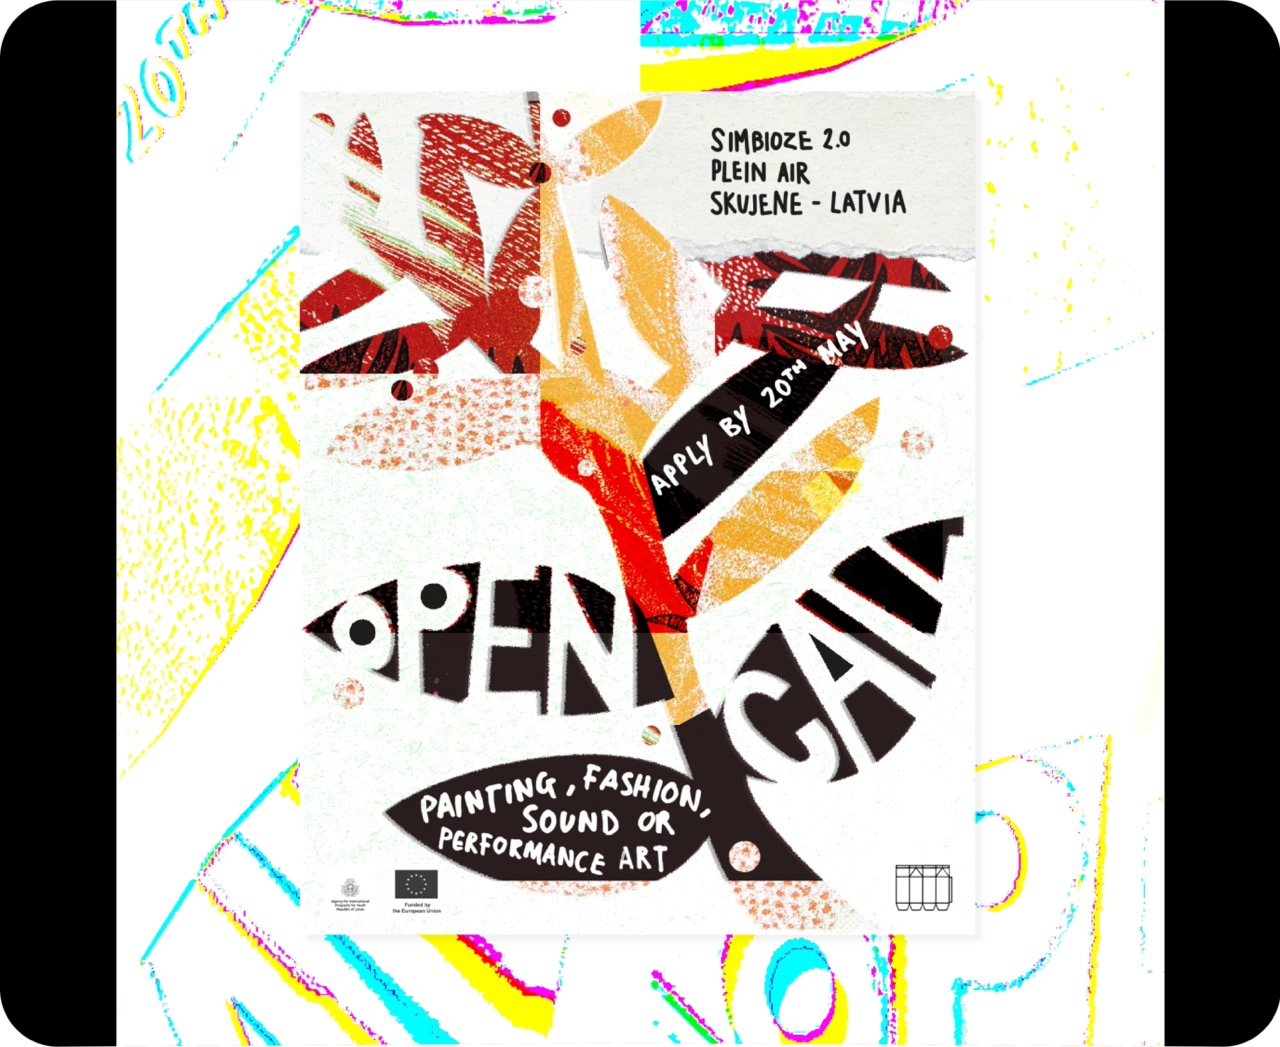 20TH
SIMBIOZE 2.0
PLEIN AIR
SKUJENE - LATVIA
APPLY BY 20TH MAY
OPEN CALL
PAINTING, FASHION,
SOUND OR
PERFORMANCE ART
Agency for International
Programs for Youth
Republic of Latvia
Funded by
the European Union
OP